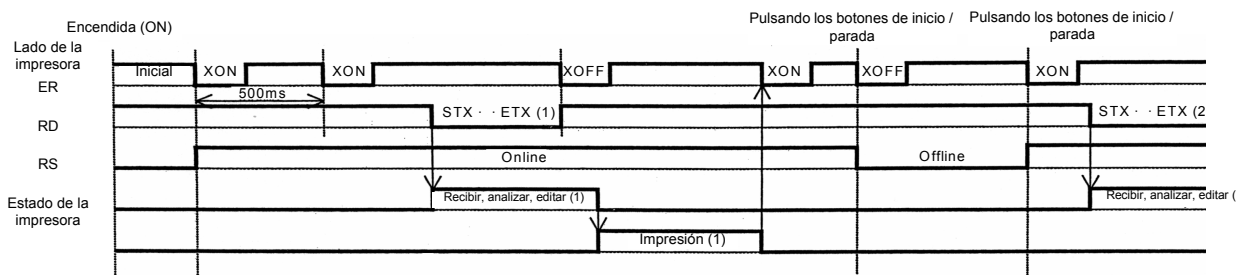 Encendida (ON)
Pulsando los botones de inicio /
parada
Pulsando los botones de inicio /
parada
Lado de la
impresora
Inicial
XON
XON
XOFF
XON
XOFF
XON
ER
500ms
RD
STX · · ETX (1)
STX · · ETX (2
RS
Online
Offline
Estado de la
impresora
Recibir, analizar, editar (1)
Recibir, analizar, editar (
Impresión (1)